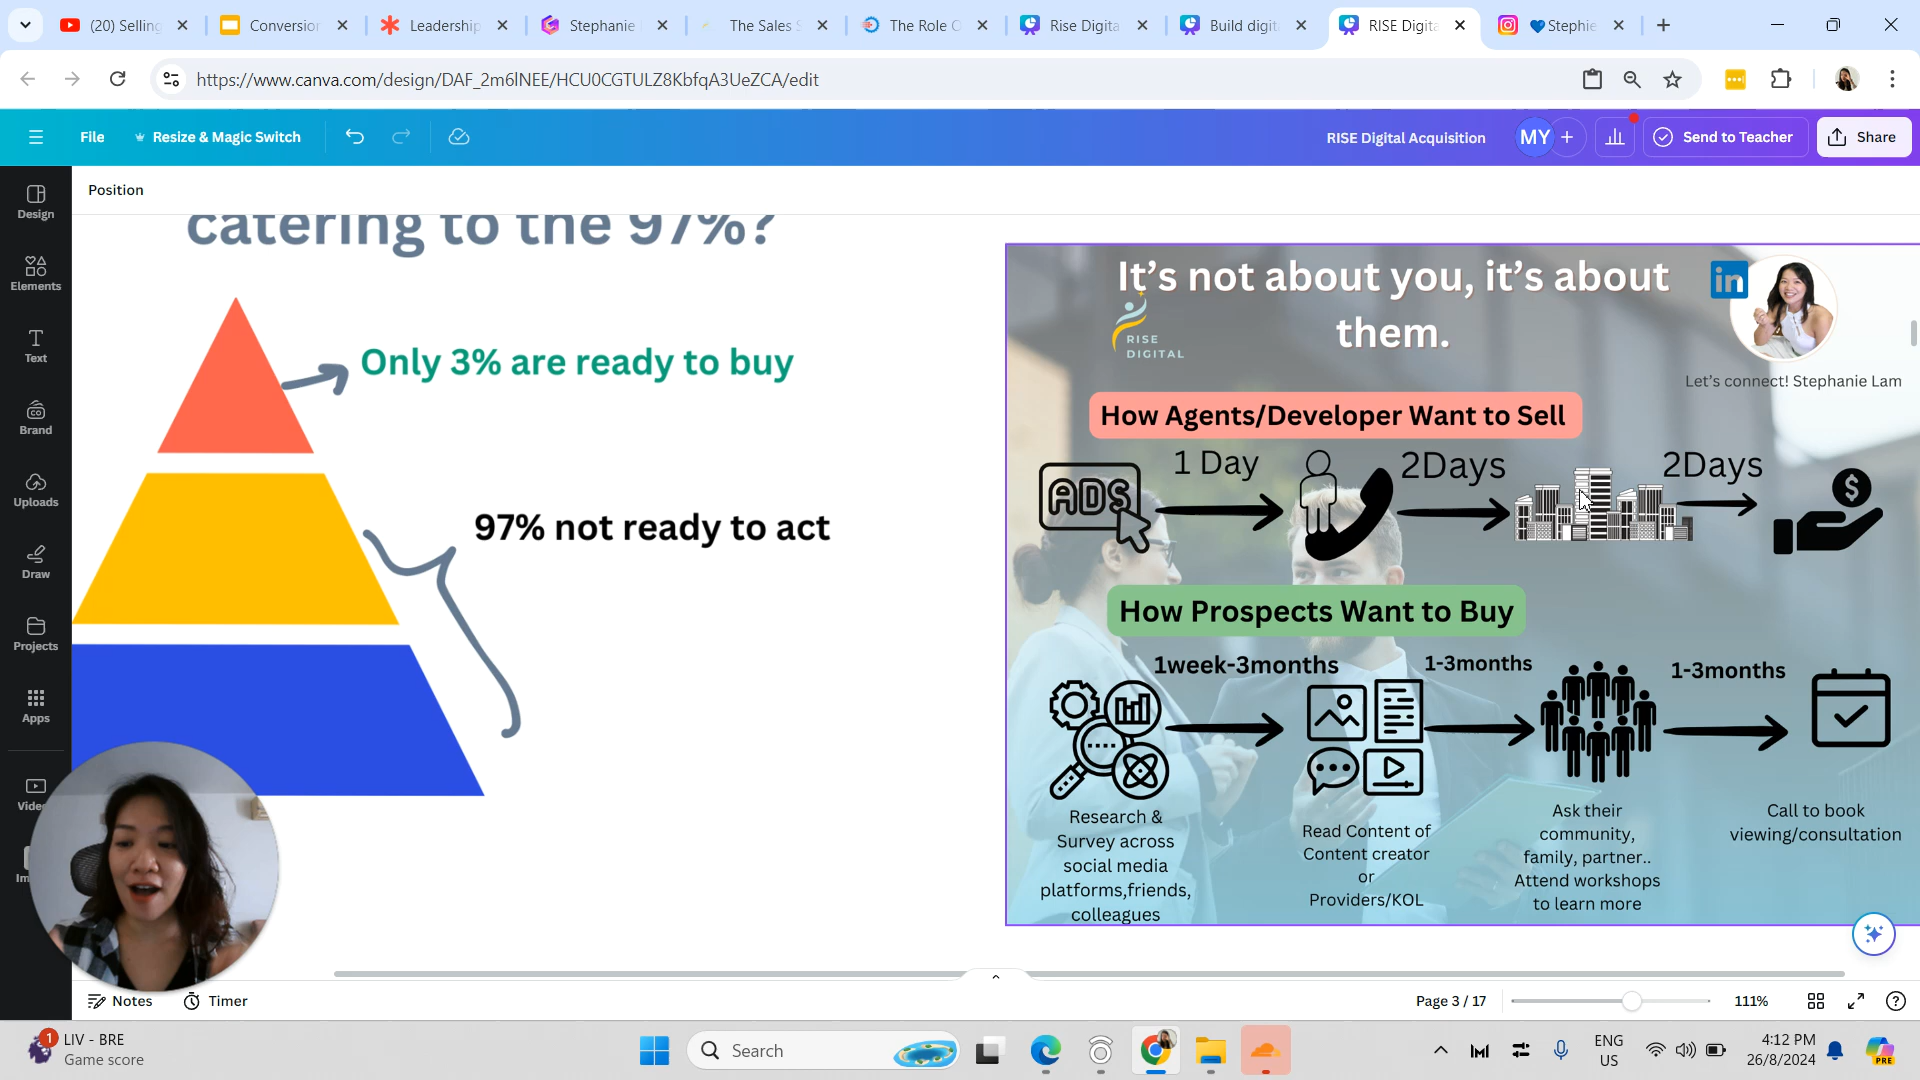 (20) Selling
Conversion
Leadership
Stephanie
The Sales S
The Role O
Rise Digita
Build digit
RISE Digita
Stephie
https://www.canva.com/design/DAF_2m6lNEE/HCU0CGTULZ8KbfqA3UeZCA/edit
File
Resize & Magic Switch
RISE Digital Acquisition
MY
Send to Teacher
Share
Position
Design
Elements
Text
Brand
Uploads
Draw
Projects
Apps
catering to the 97%?
Only 3% are ready to buy
97% not ready to act
It's not about you, it's about
them.
RISE
DIGITAL
in
Let's connect! Stephanie Lam
How Agents/Developer Want to Sell
ADS
1 Day
2Days
2Days
$
How Prospects Want to Buy
1week-3months
1-3months
1-3months
Research &
Survey across
social media
platforms,friends,
colleagues
Read Content of
Content creator
or
Providers/KOL
Ask their
community,
family, partner..
Attend workshops
to learn more
Call to book
viewing/consultation
Notes
Timer
Page 3 / 17
111%
1
LIV - BRE
Game score
Search
ENG
US
4:12 PM
26/8/2024
PRE